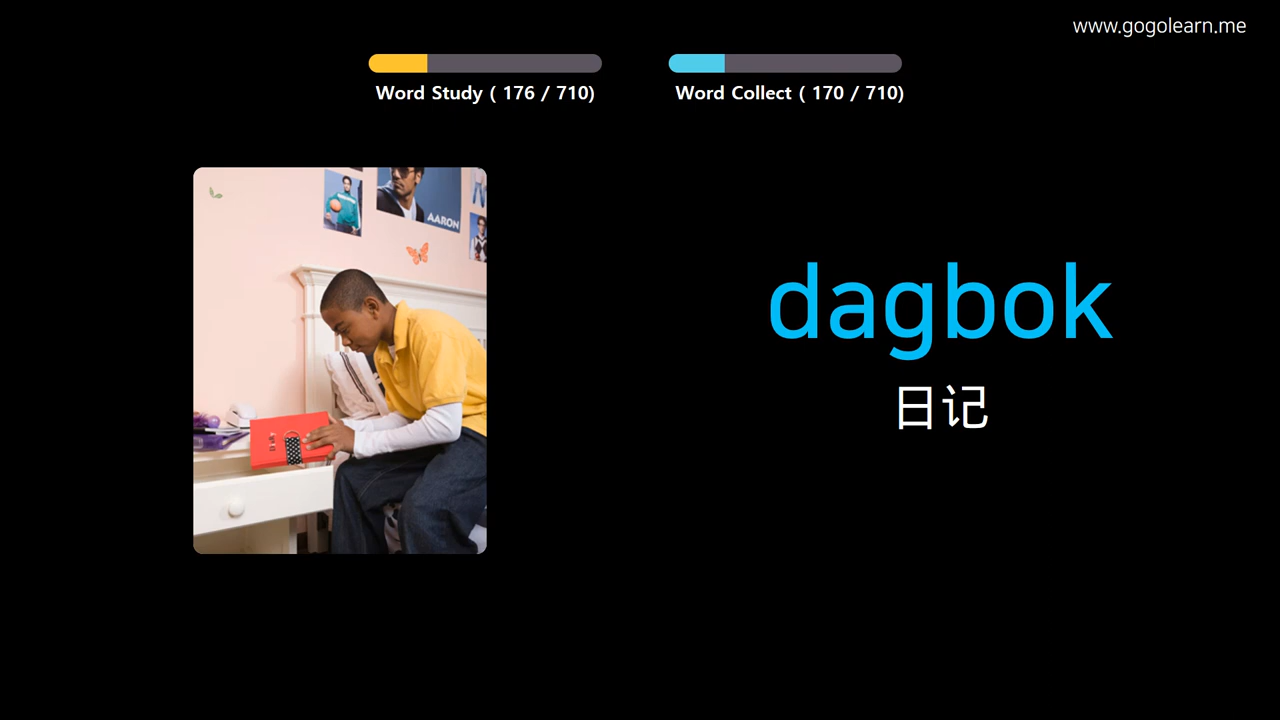 www.gogolearn.me
Word Study ( 176 / 710)
Word Collect ( 170 / 710)
AARON
dagbok
日记